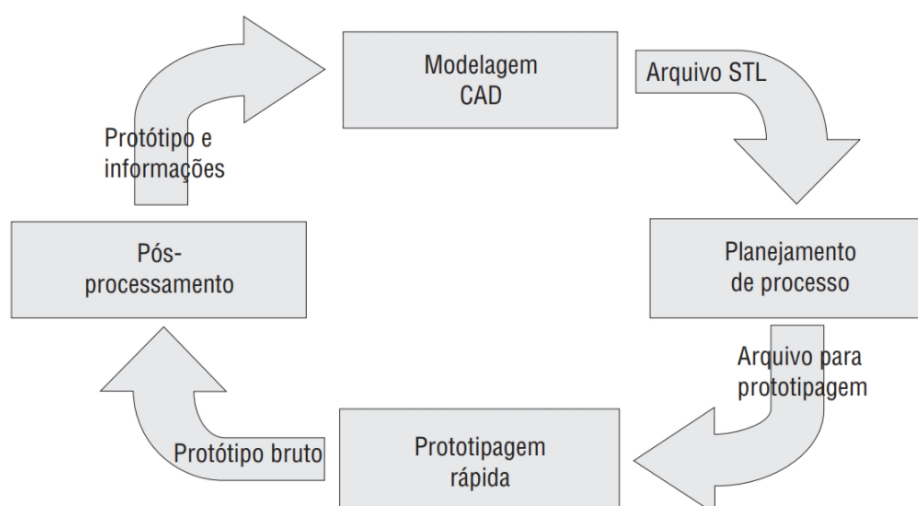 Modelagem
CAD
Arquivo STL
Planejamento
de processo
Arquivo para
prototipagem
Prototipagem
rápida
Protótipo bruto
Pós-
processamento
Protótipo e
informações